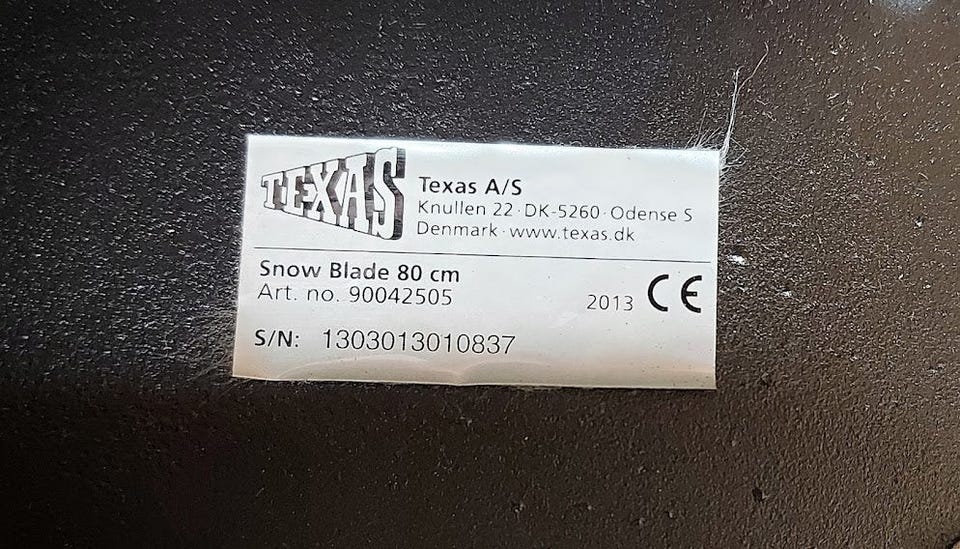 TEXAS
Texas A/S
Knullen 22 · DK-5260 · Odense S
Denmark · www.texas.dk
Snow Blade 80 cm
Art. no. 90042505
2013 CE
S/N: 1303013010837